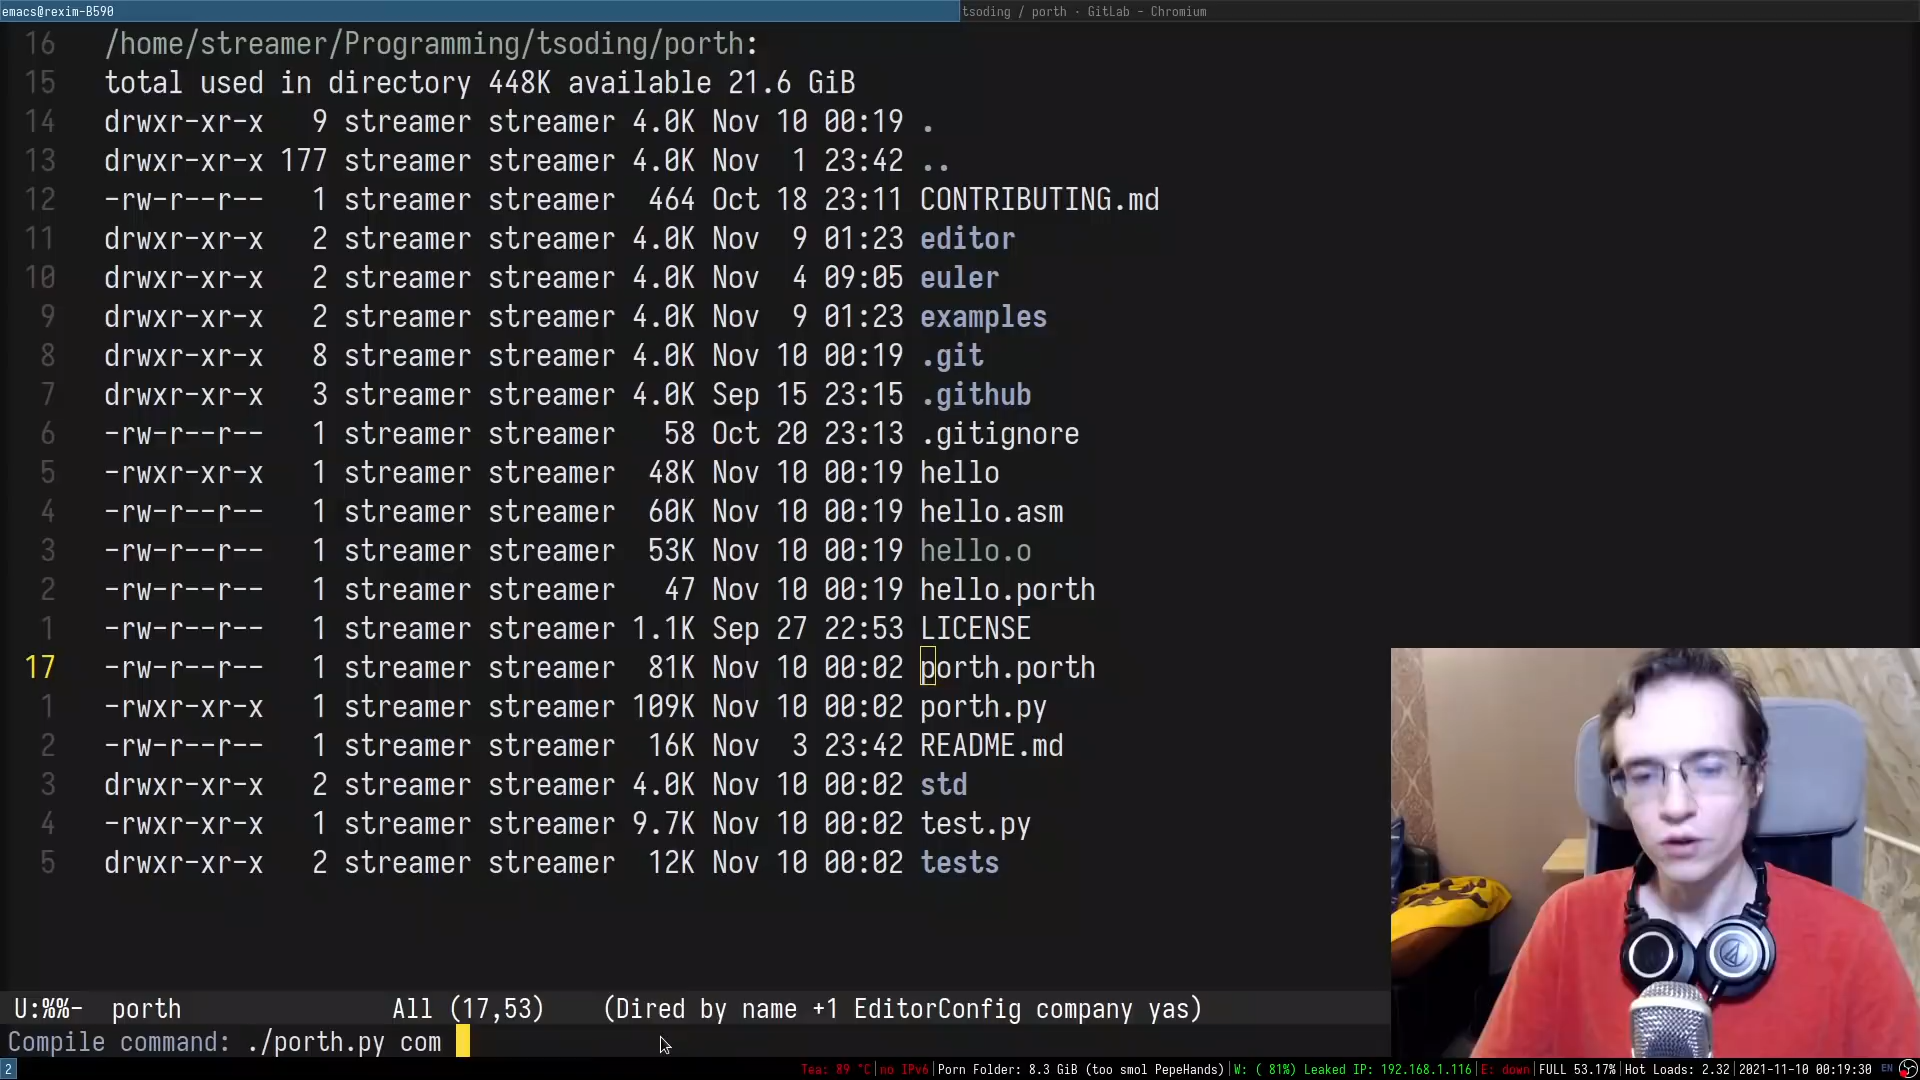 emacs@rexim-B590
tsoding / porth · GitLab - Chromium
16 /home/streamer/Programming/tsoding/porth:
15 total used in directory 448K available 21.6 GiB
14 drwxr-xr-x 9 streamer streamer 4.0K Nov 10 00:19 .
13 drwxr-xr-x 177 streamer streamer 4.0K Nov 1 23:42 ..
12 -rw-r--r-- 1 streamer streamer 464 Oct 18 23:11 CONTRIBUTING.md
11 drwxr-xr-x 2 streamer streamer 4.0K Nov 9 01:23 editor
10 drwxr-xr-x 2 streamer streamer 4.0K Nov 4 09:05 euler
9 drwxr-xr-x 2 streamer streamer 4.0K Nov 9 01:23 examples
8 drwxr-xr-x 8 streamer streamer 4.0K Nov 10 00:19 .git
7 drwxr-xr-x 3 streamer streamer 4.0K Sep 15 23:15 .github
6 -rw-r--r-- 1 streamer streamer 58 Oct 20 23:13 .gitignore
5 -rwxr-xr-x 1 streamer streamer 48K Nov 10 00:19 hello
4 -rw-r--r-- 1 streamer streamer 60K Nov 10 00:19 hello.asm
3 -rw-r--r-- 1 streamer streamer 53K Nov 10 00:19 hello.o
2 -rw-r--r-- 1 streamer streamer 47 Nov 10 00:19 hello.porth
1 -rw-r--r-- 1 streamer streamer 1.1K Sep 27 22:53 LICENSE
17 -rw-r--r-- 1 streamer streamer 81K Nov 10 00:02 porth.porth
1 -rwxr-xr-x 1 streamer streamer 109K Nov 10 00:02 porth.py
2 -rw-r--r-- 1 streamer streamer 16K Nov 3 23:42 README.md
3 drwxr-xr-x 2 streamer streamer 4.0K Nov 10 00:02 std
4 -rwxr-xr-x 1 streamer streamer 9.7K Nov 10 00:02 test.py
5 drwxr-xr-x 2 streamer streamer 12K Nov 10 00:02 tests
U:%%- porth All (17,53) (Dired by name +1 EditorConfig company yas)
Compile command: ./porth.py com
2 Tea: 89 °C|no IPv6|Porn Folder: 8.3 GiB (too smol PepeHands)|W: ( 81%) Leaked IP: 192.168.1.116|E: down|FULL 53.17%|Hot Loads: 2.32|2021-11-10 00:19:30 EN